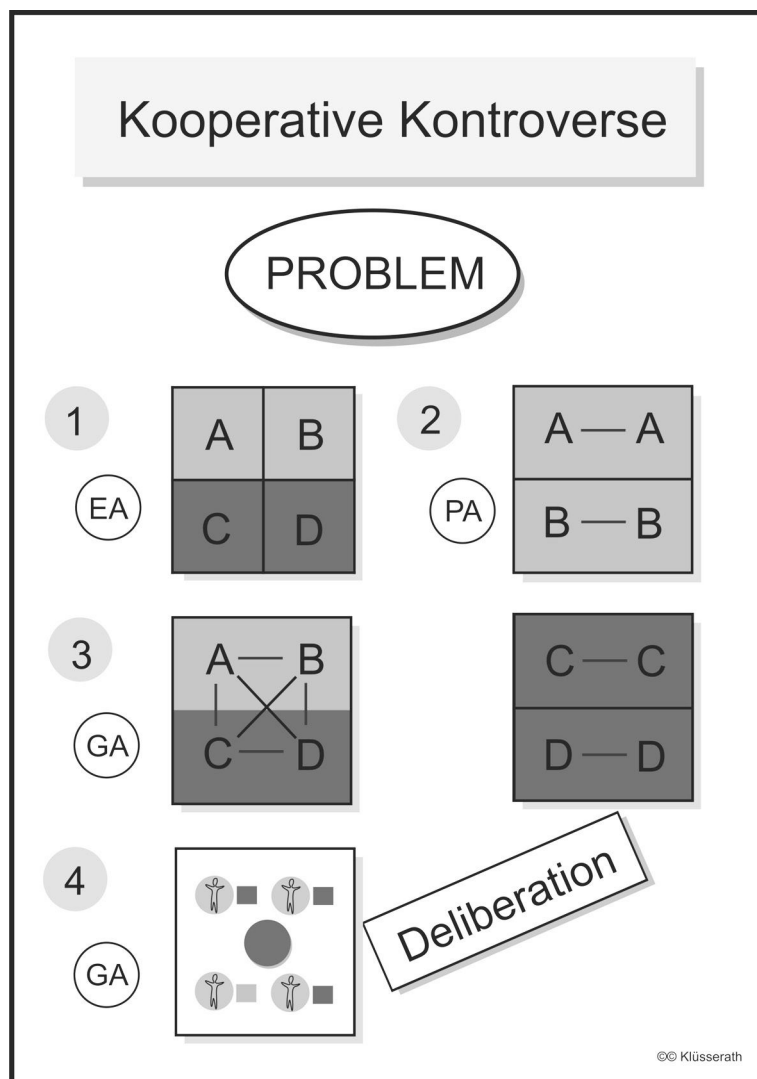 Kooperative Kontroverse
PROBLEM
1
EA
A B
C D
2
PA
A — A
B — B
C — C
D — D
3
GA
A — B
C — D
4
GA
Deliberation
©© Klüsserath